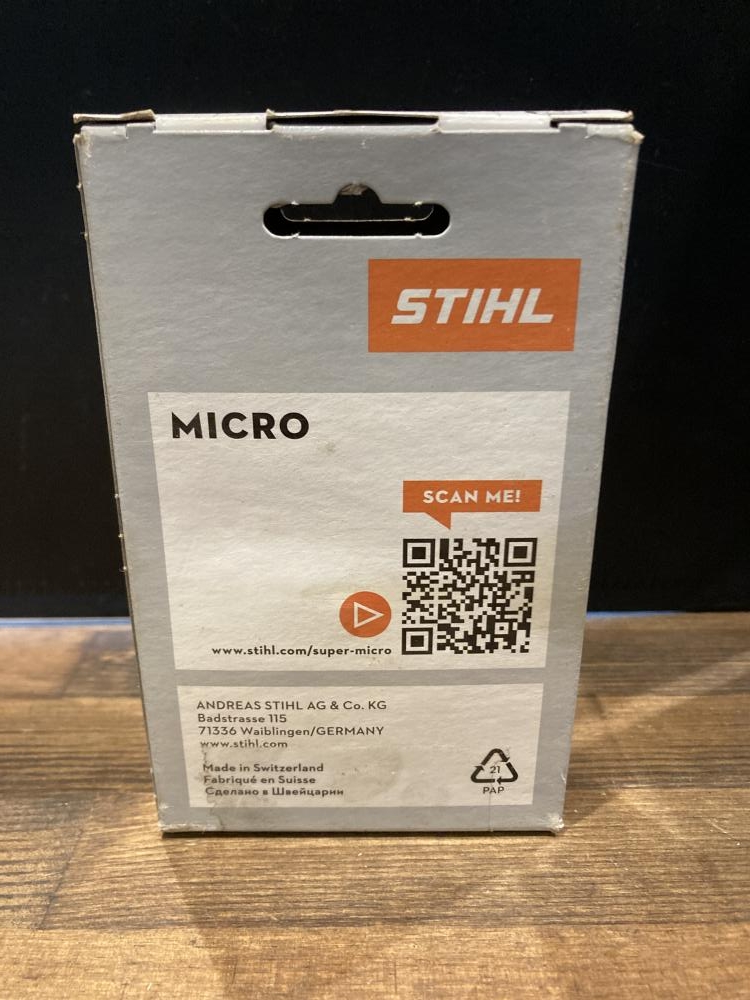 STIHL
MICRO
SCAN ME!
www.stihl.com/super-micro
ANDREAS STIHL AG & Co. KG
Badstrasse 115
71336 Waiblingen/GERMANY
www.stihl.com
Made in Switzerland
Fabriqué en Suisse
Сделано в Швейцарии
21
PAP